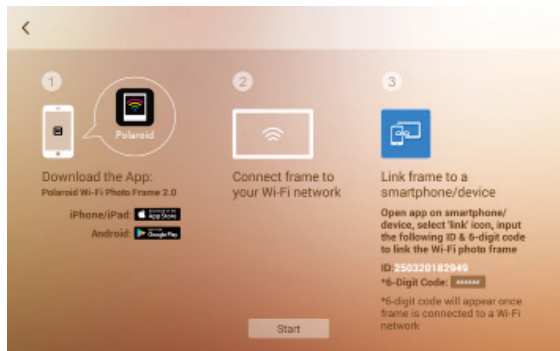 1
Polaroid
Download the App:
Polaroid Wi-Fi Photo Frame 2.0
iPhone/iPad: Download on the App Store
Android: Google Play
2
Connect frame to
your Wi-Fi network
3
Link frame to a
smartphone/device
Open app on smartphone/
device, select 'link' icon, input
the following ID & 6-digit code
to link the Wi-Fi photo frame
ID 250320182949
*6-Digit Code: ######
*6-digit code will appear once
frame is connected to a Wi-Fi
network
Start